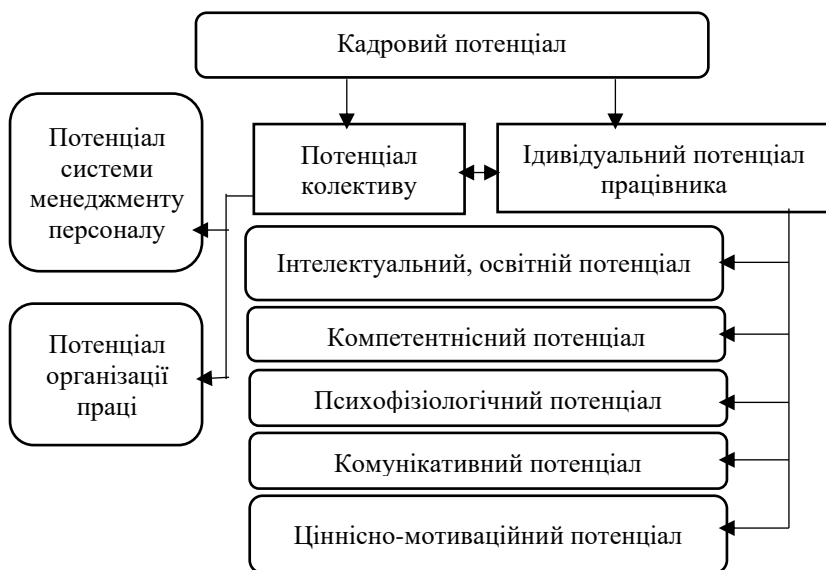 Кадровий потенціал
Потенціал
системи
менеджменту
персоналу
Потенціал
колективу
Ідивідуальний потенціал
працівника
Інтелектуальний, освітній потенціал
Потенціал
організації
праці
Компетентнісний потенціал
Психофізіологічний потенціал
Комунікативний потенціал
Ціннісно-мотиваційний потенціал